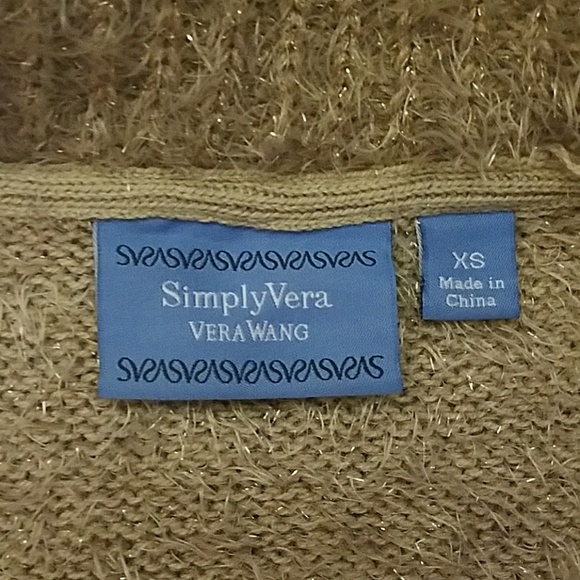 SimplyVera
VERA WANG
XS
Made in
China